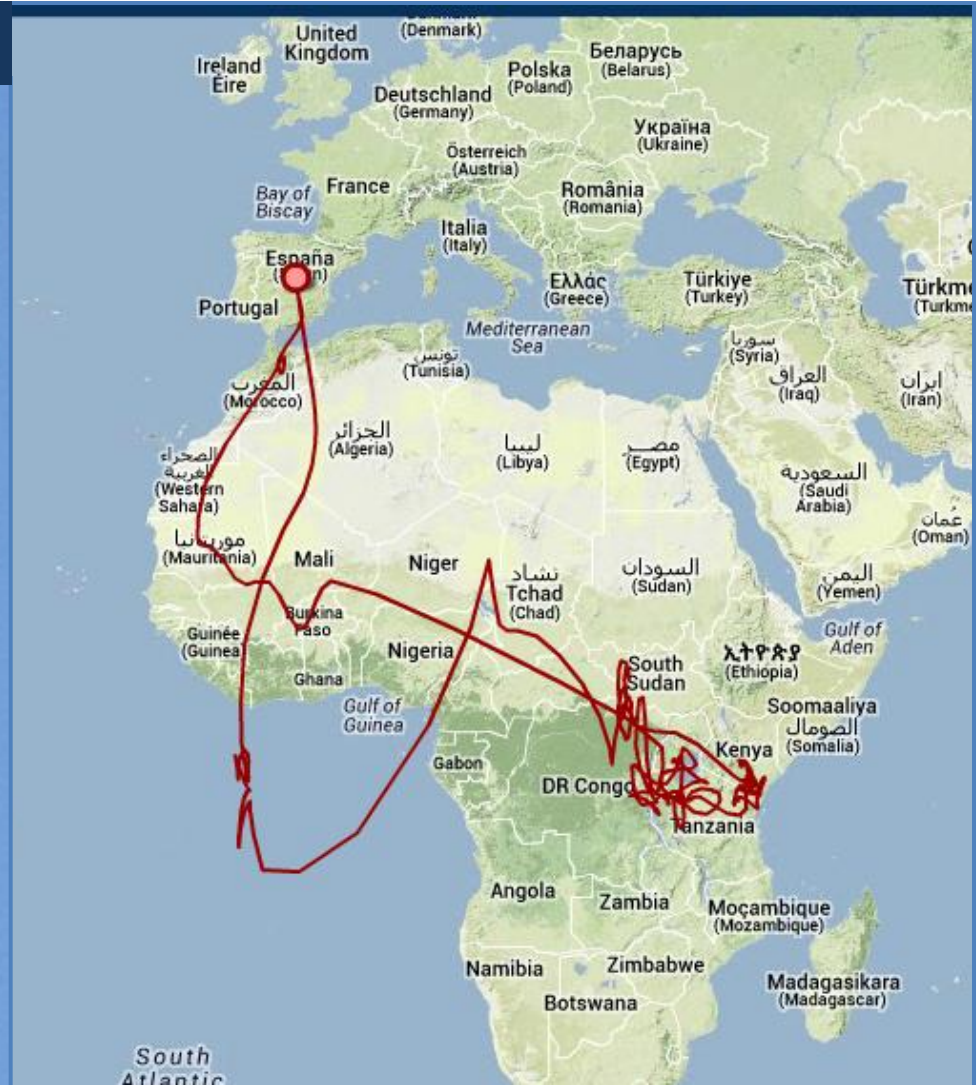 (Denmark)
United
Kingdom
Ireland
Éire
Беларусь
(Belarus)
Polska
(Poland)
Deutschland
(Germany)
Україна
(Ukraine)
Österreich
(Austria)
France
Bay of
Biscay
România
(Romania)
Italia
(Italy)
España
Portugal
Ελλάς
(Greece)
Türkiye
(Turkey)
Türkme
(Turkme
Mediterranean
Sea
تونس
(Tunisia)
سوريا
(Syria)
العراق
(Iraq)
ايران
(Iran)
المغرب
(Morocco)
الجزائر
(Algeria)
ليبيا
(Libya)
مصر
(Egypt)
الصحراء
الغربية
(Western
Sahara)
السعودية
(Saudi
Arabia)
عُمان
(Oman)
موريتانيا
(Mauritania)
Mali
Niger
تشاد
Tchad
(Chad)
السودان
(Sudan)
اليمن
(Yemen)
Burkina
Faso
Guinée
(Guinea)
Ghana
Nigeria
South
Sudan
ኢትዮጵያ
(Ethiopia)
Gulf of
Aden
Gulf of
Guinea
Soomaaliya
الصومال
(Somalia)
Gabon
Kenya
DR Congo
Tanzania
Angola
Zambia
Moçambique
(Mozambique)
Namibia
Zimbabwe
Botswana
Madagasikara
(Madagascar)
South
Atlantic